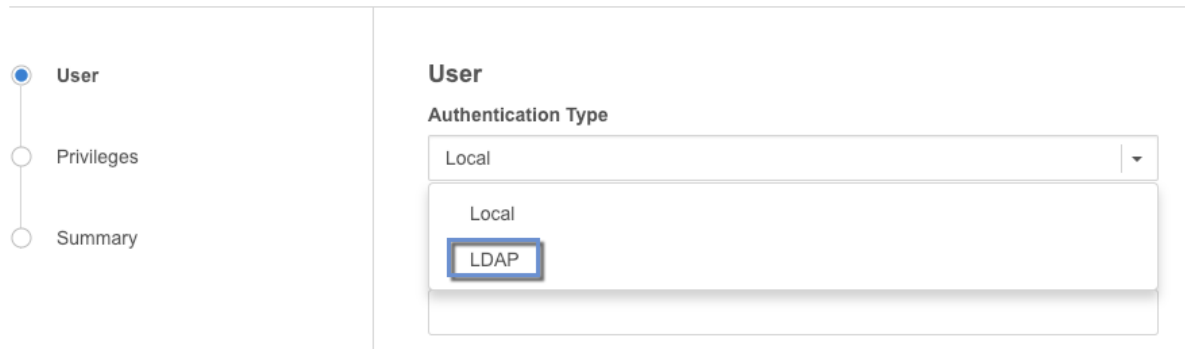 User
Privileges
Summary
User
Authentication Type
Local
Local
LDAP